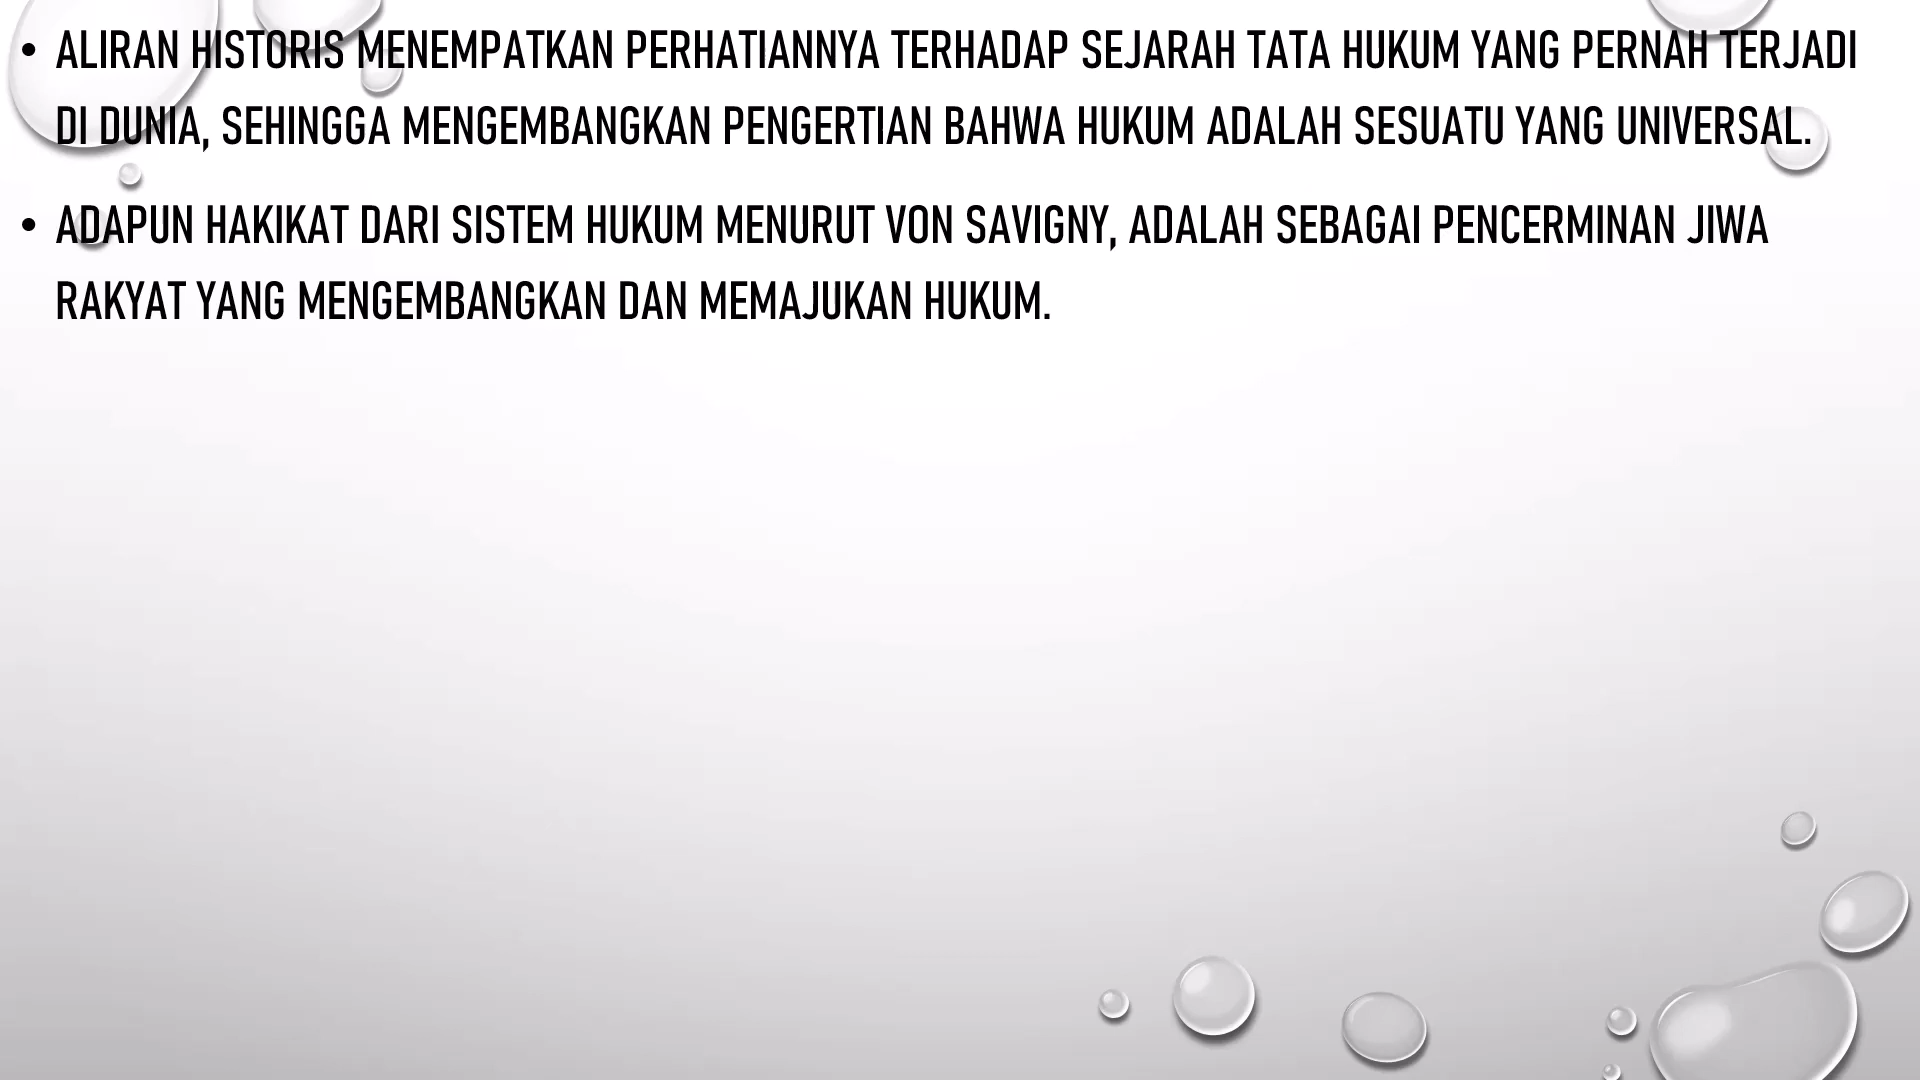 • ALIRAN HISTORIS MENEMPATKAN PERHATIANNYA TERHADAP SEJARAH TATA HUKUM YANG PERNAH TERJADI
DI DUNIA, SEHINGGA MENGEMBANGKAN PENGERTIAN BAHWA HUKUM ADALAH SESUATU YANG UNIVERSAL.
• ADAPUN HAKIKAT DARI SISTEM HUKUM MENURUT VON SAVIGNY, ADALAH SEBAGAI PENCERMINAN JIWA
RAKYAT YANG MENGEMBANGKAN DAN MEMAJUKAN HUKUM.